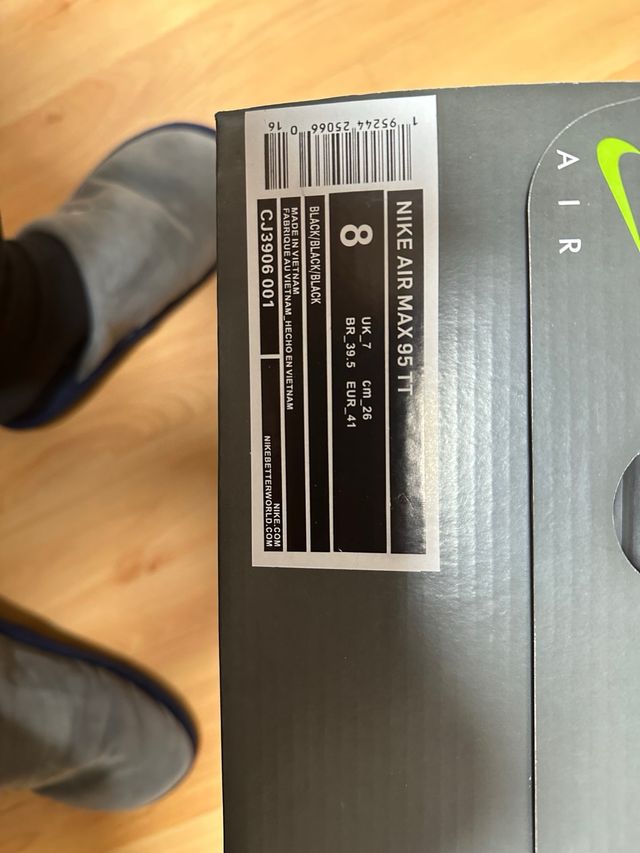 NIKE AIR MAX 95 TT
8
UK_7 cm_26
BR_39.5 EUR_41
BLACK/BLACK/BLACK
MADE IN VIETNAM
FABRIQUE AU VIETNAM_HECHO EN VIETNAM
CJ3906 001
NIKE.COM
NIKEBETTERWORLD.COM
1 95244 25066 0 16
AIR